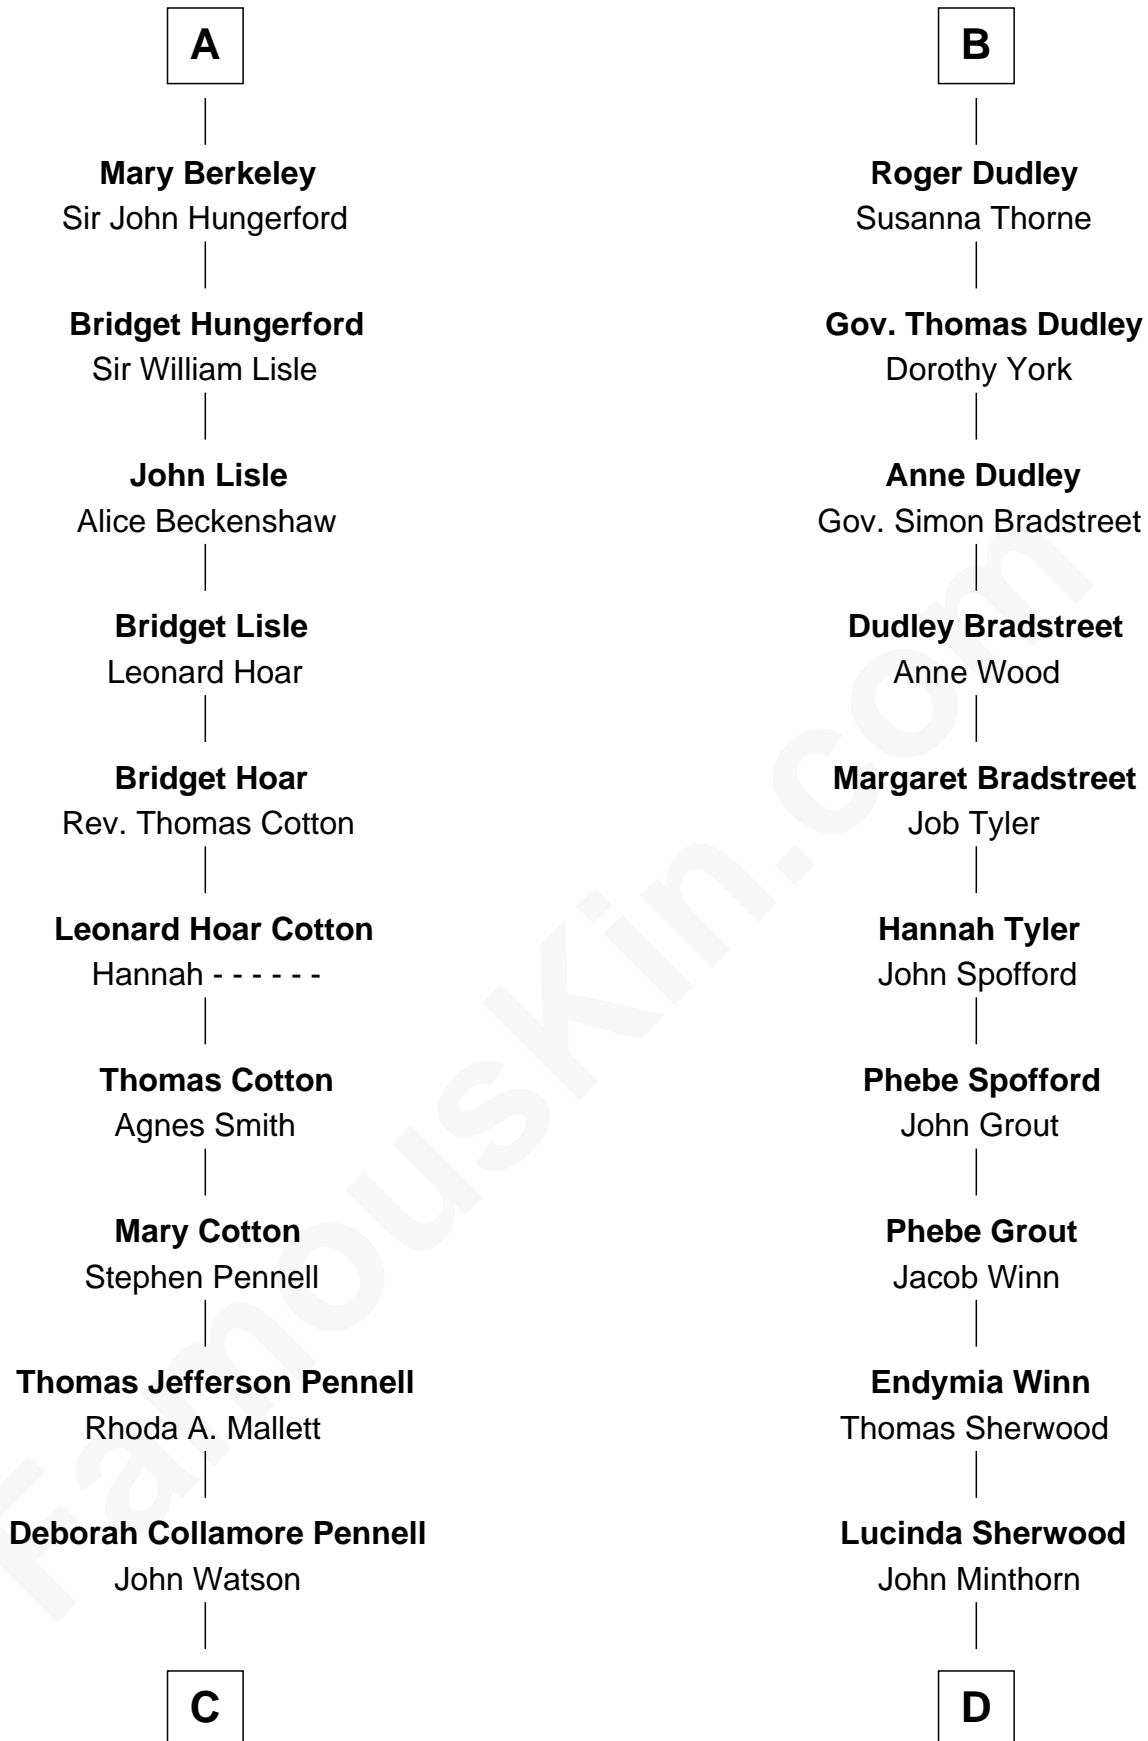 A
Mary Berkeley
Sir John Hungerford
Bridget Hungerford
Sir William Lisle
John Lisle
Alice Beckenshaw
Bridget Lisle
Leonard Hoar
Bridget Hoar
Rev. Thomas Cotton
Leonard Hoar Cotton
Hannah - - - - - -
Thomas Cotton
Agnes Smith
Mary Cotton
Stephen Pennell
Thomas Jefferson Pennell
Rhoda A. Mallett
Deborah Collamore Pennell
John Watson
C
B
Roger Dudley
Susanna Thorne
Gov. Thomas Dudley
Dorothy York
Anne Dudley
Gov. Simon Bradstreet
Dudley Bradstreet
Anne Wood
Margaret Bradstreet
Job Tyler
Hannah Tyler
John Spofford
Phebe Spofford
John Grout
Phebe Grout
Jacob Winn
Endymia Winn
Thomas Sherwood
Lucinda Sherwood
John Minthorn
D
FamousKin.com